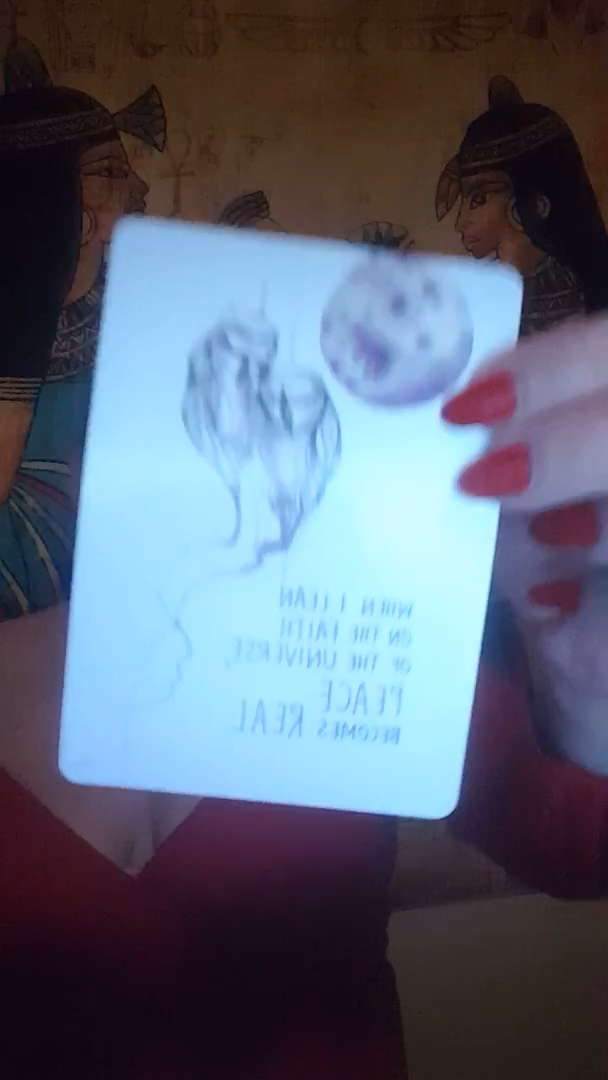 WHEN I LEAN
ON THE FAITH
OF THE UNIVERSE,
PEACE
BECOMES REAL